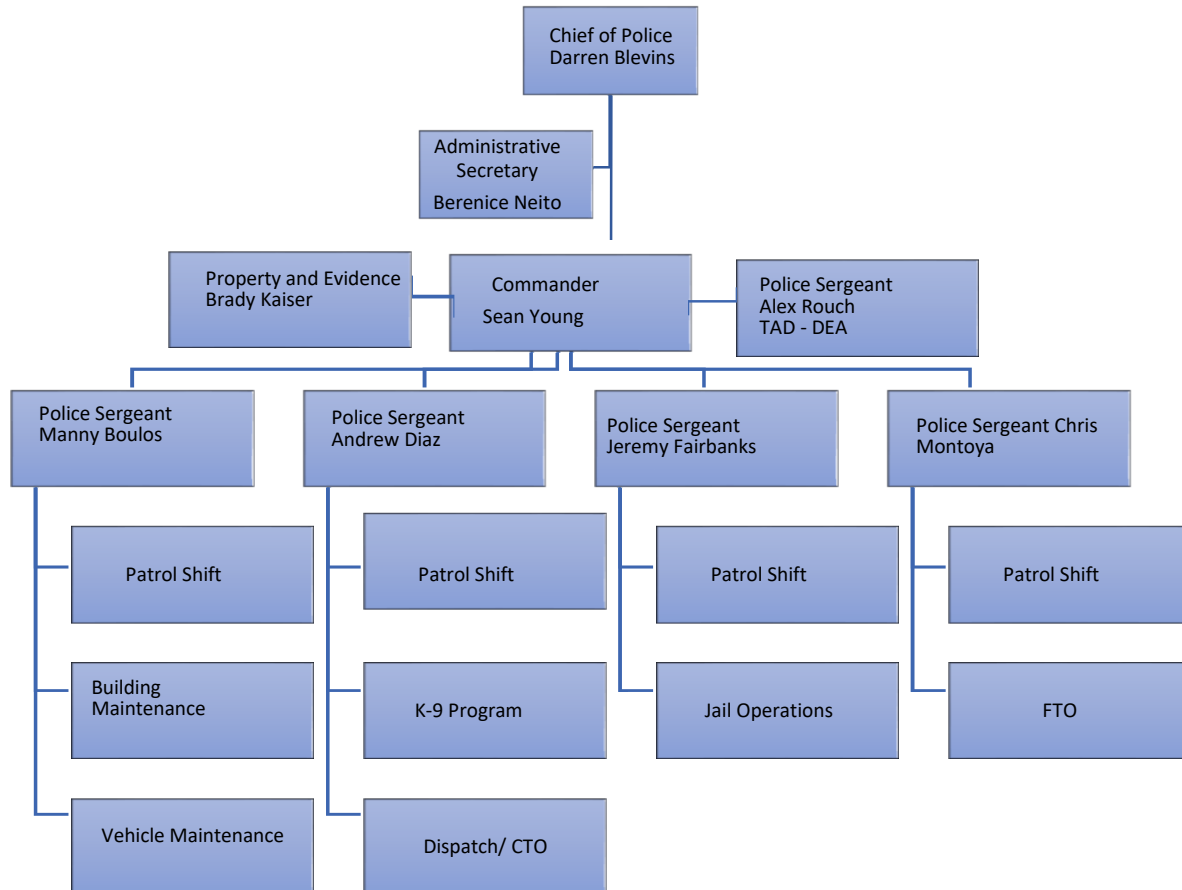 Chief of Police
Darren Blevins
Administrative
Secretary
Berenice Neito
Property and Evidence
Brady Kaiser
Commander
Sean Young
Police Sergeant
Alex Rouch
TAD - DEA
Police Sergeant
Manny Boulos
Police Sergeant
Andrew Diaz
Police Sergeant
Jeremy Fairbanks
Police Sergeant Chris
Montoya
Patrol Shift
Patrol Shift
Patrol Shift
Patrol Shift
Building
Maintenance
K-9 Program
Jail Operations
FTO
Vehicle Maintenance
Dispatch/ CTO